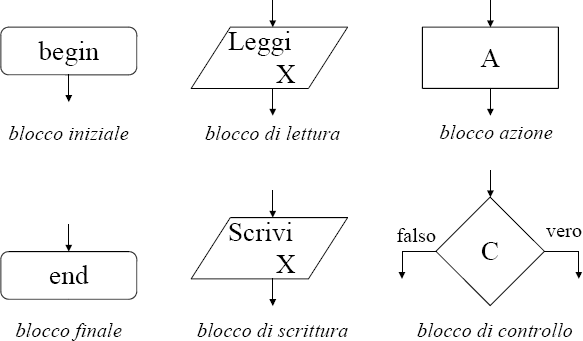 begin
blocco iniziale
Leggi
X
blocco di lettura
A
blocco azione
end
blocco finale
Scrivi
X
blocco di scrittura
falso
C
vero
blocco di controllo